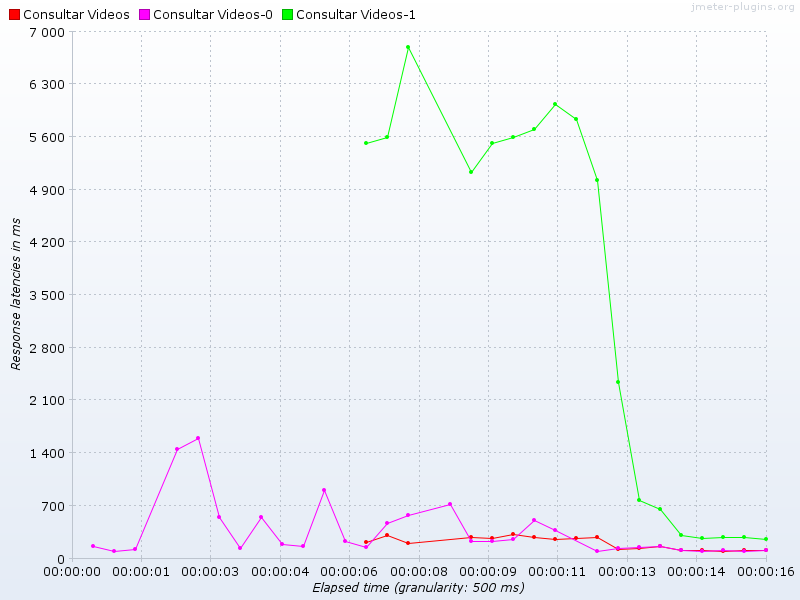 Consultar Videos Consultar Videos-0 Consultar Videos-1
jmeter-plugins.org
7 000
6 300
5 600
4 900
4 200
3 500
2 800
2 100
1 400
700
0
Response latencies in ms
00:00:00 00:00:01 00:00:03 00:00:04 00:00:06 00:00:08 00:00:09 00:00:11 00:00:13 00:00:14 00:00:16
Elapsed time (granularity: 500 ms)